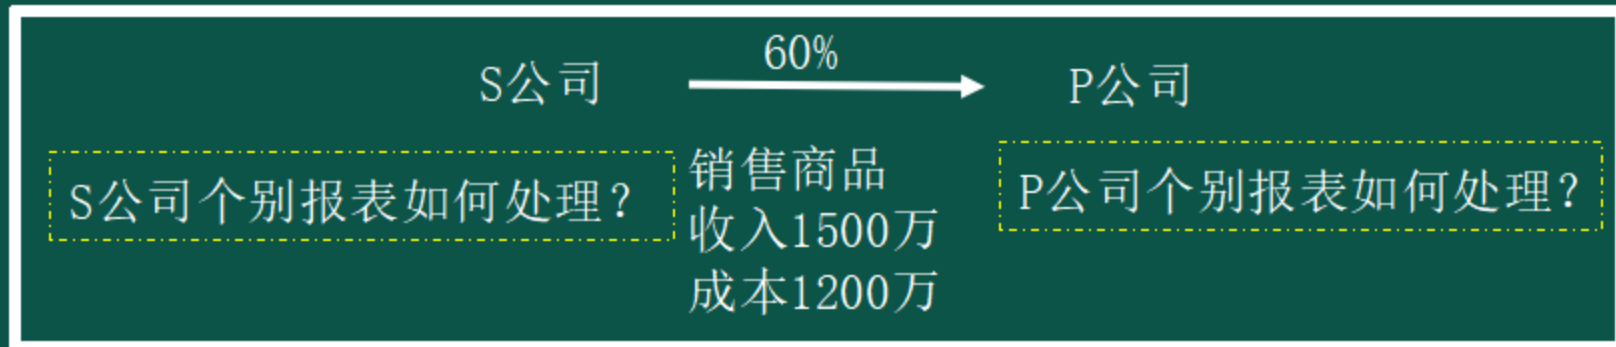 60%
S公司
P公司
S公司个别报表如何处理？
销售商品
收入1500万
成本1200万
P公司个别报表如何处理？